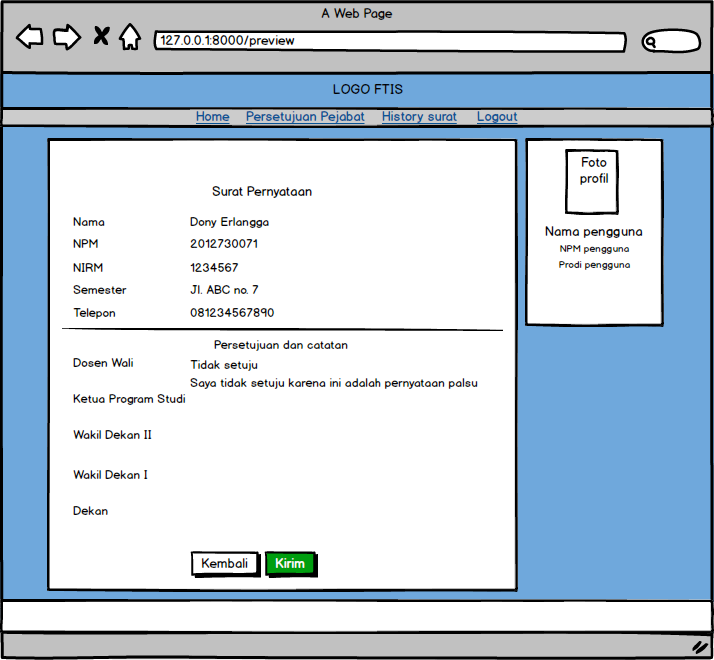 A Web Page
127.0.0.1:8000/preview
LOGO FTIS
Home Persetujuan Pejabat History surat Logout
Surat Pernyataan
Nama Dony Erlangga
NPM 2012730071
NIRM 1234567
Semester Jl. ABC no. 7
Telepon 081234567890
Persetujuan dan catatan
Dosen Wali Tidak setuju
Saya tidak setuju karena ini adalah pernyataan palsu
Ketua Program Studi
Wakil Dekan II
Wakil Dekan I
Dekan
Kembali Kirim
Foto
profil
Nama pengguna
NPM pengguna
Prodi pengguna